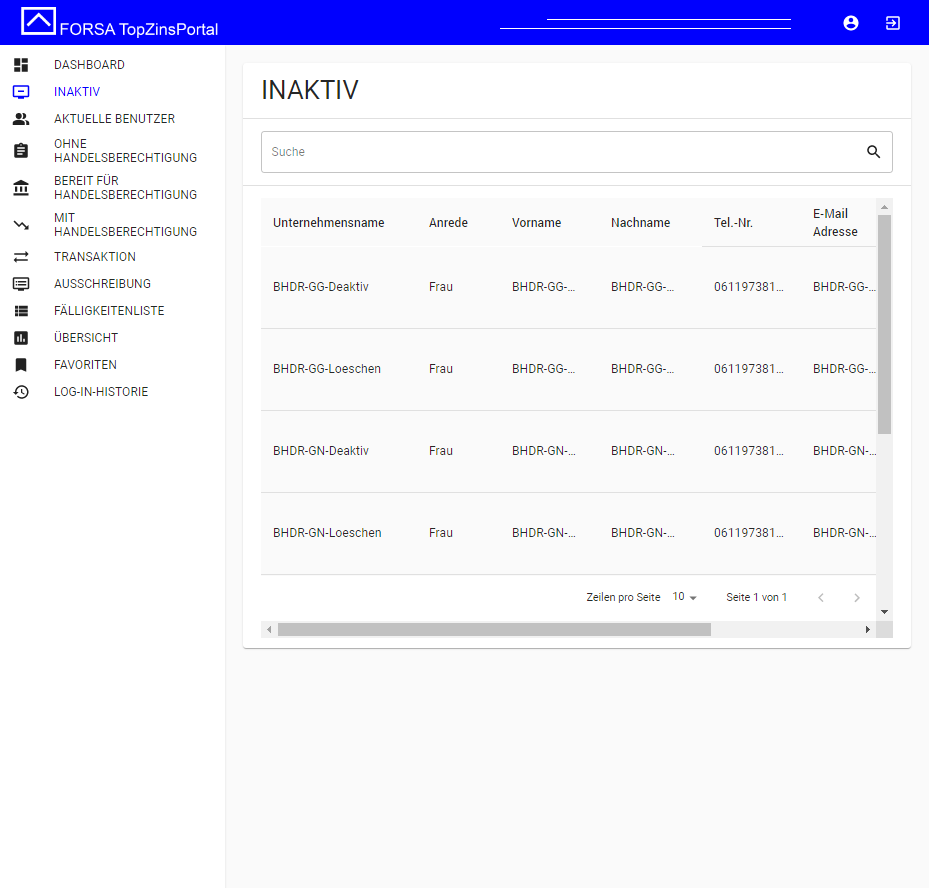 FORSA TopZinsPortal
DASHBOARD
INAKTIV
AKTUELLE BENUTZER
OHNE
HANDELSBERECHTIGUNG
BEREIT FÜR
HANDELSBERECHTIGUNG
MIT
HANDELSBERECHTIGUNG
TRANSAKTION
AUSSCHREIBUNG
FÄLLIGKEITENLISTE
ÜBERSICHT
FAVORITEN
LOG-IN-HISTORIE
INAKTIV
Suche
Unternehmensname Anrede Vorname Nachname Tel.-Nr. E-Mail Adresse
BHDR-GG-Deaktiv Frau BHDR-GG-... BHDR-GG-... 061197381... BHDR-GG-...
BHDR-GG-Loeschen Frau BHDR-GG-... BHDR-GG-... 061197381... BHDR-GG-...
BHDR-GN-Deaktiv Frau BHDR-GN-... BHDR-GN-... 061197381... BHDR-GN-...
BHDR-GN-Loeschen Frau BHDR-GN-... BHDR-GN-... 061197381... BHDR-GN-...
Zeilen pro Seite 10 Seite 1 von 1